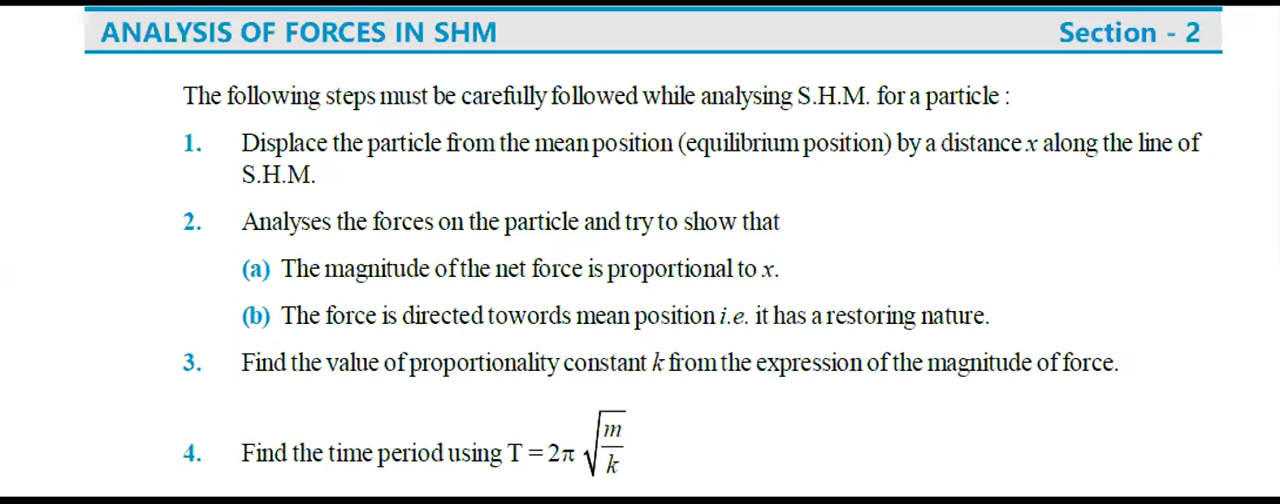 ANALYSIS OF FORCES IN SHM Section - 2
The following steps must be carefully followed while analysing S.H.M. for a particle :
1. Displace the particle from the mean position (equilibrium position) by a distance x along the line of
S.H.M.
2. Analyses the forces on the particle and try to show that
(a) The magnitude of the net force is proportional to x.
(b) The force is directed towords mean position i.e. it has a restoring nature.
3. Find the value of proportionality constant k from the expression of the magnitude of force.
4. Find the time period using T = 2π √(m/k)